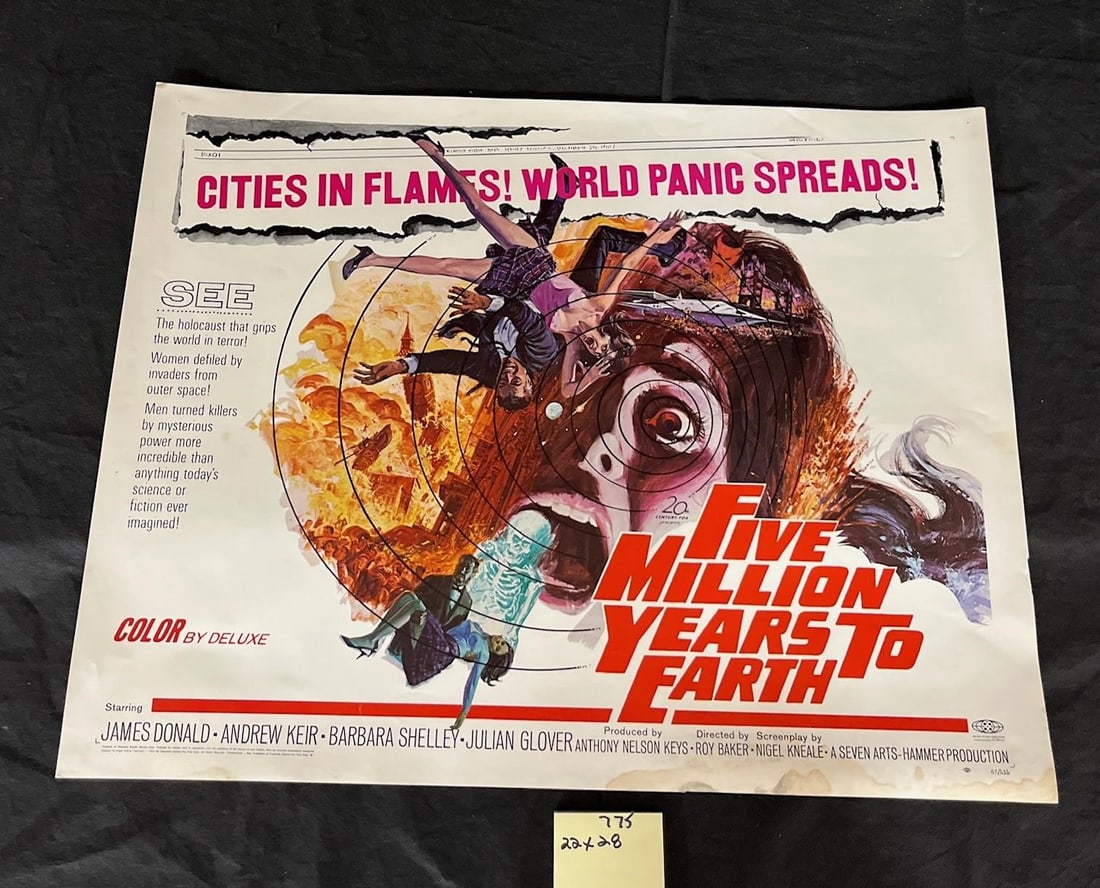 CITIES IN FLAMES! WORLD PANIC SPREADS!
SEE
The holocaust that grips
the world in terror!
Women defiled by
invaders from
outer space!
Men turned killers
by mysterious
power more
incredible than
anything today's
science or
fiction ever
imagined!
20th
CENTURY-FOX
presents
FIVE
MILLION
YEARS TO
EARTH
COLOR BY DELUXE
Starring
JAMES DONALD · ANDREW KEIR · BARBARA SHELLEY · JULIAN GLOVER
Produced by
ANTHONY NELSON KEYS ·
Directed by
ROY BAKER ·
Screenplay by
NIGEL KNEALE · A SEVEN ARTS-HAMMER PRODUCTION
775
22x28